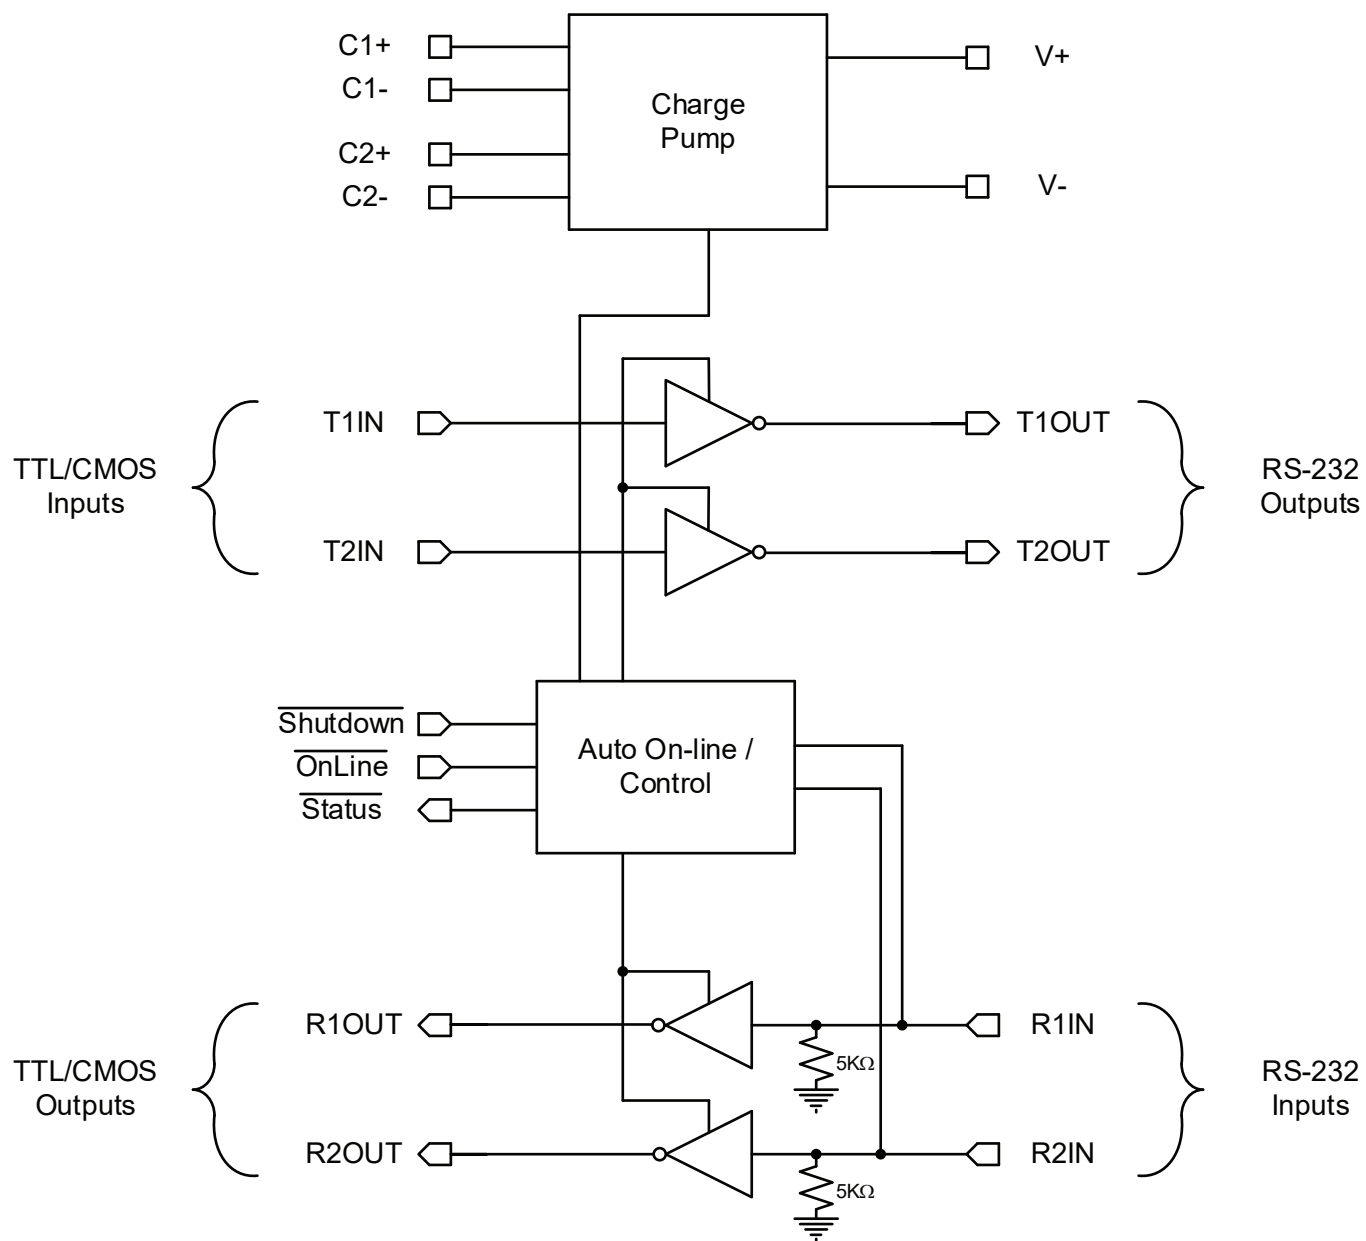 C1+
C1-
C2+
C2-
Charge
Pump
V+
V-
TTL/CMOS
Inputs
T1IN
T2IN
T1OUT
T2OUT
RS-232
Outputs
Shutdown
OnLine
Status
Auto On-line /
Control
TTL/CMOS
Outputs
R1OUT
R2OUT
5KΩ
5KΩ
R1IN
R2IN
RS-232
Inputs